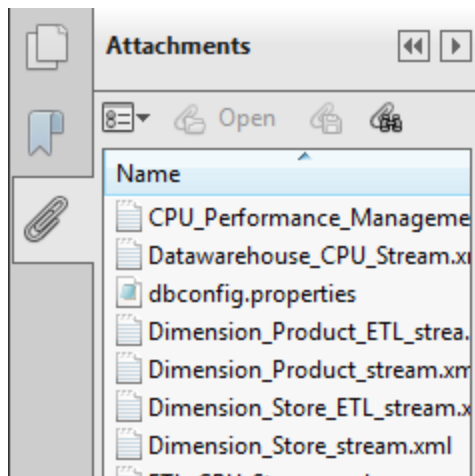 Attachments
Open
Name
CPU_Performance_Manageme
Datawarehouse_CPU_Stream.x
dbconfig.properties
Dimension_Product_ETL_strea.
Dimension_Product_stream.xm
Dimension_Store_ETL_stream.x
Dimension_Store_stream.xml